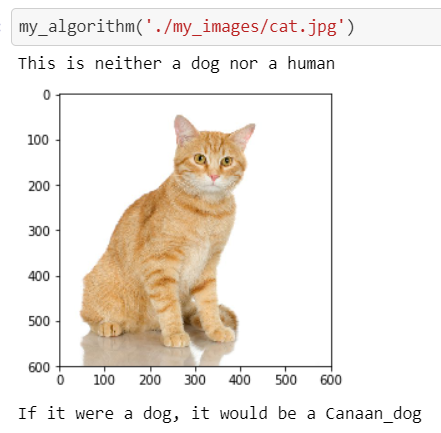 my_algorithm('./my_images/cat.jpg')
This is neither a dog nor a human
0
100
200
300
400
500
600
0 100 200 300 400 500 600
If it were a dog, it would be a Canaan_dog